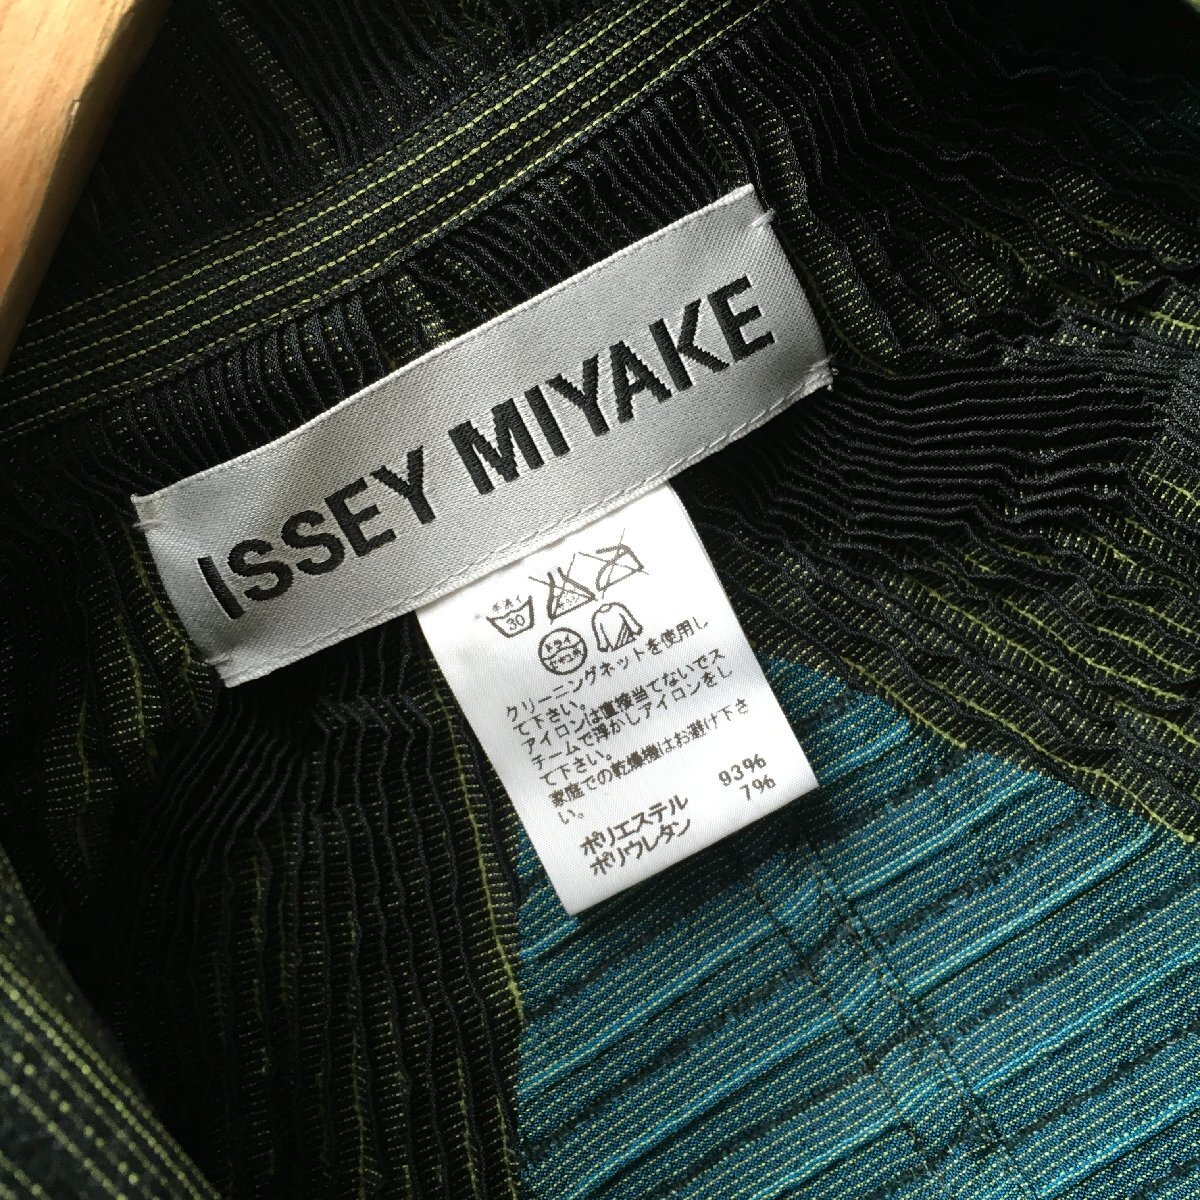 ISSEY MIYAKE
30
クリーニングネットを使用し
て下さい。
アイロンは直接当てないでス
チームで浮かしアイロンをし
て下さい。
家庭での乾燥機はお避け下さ
い。
ポリエステル 93%
ポリウレタン 7%